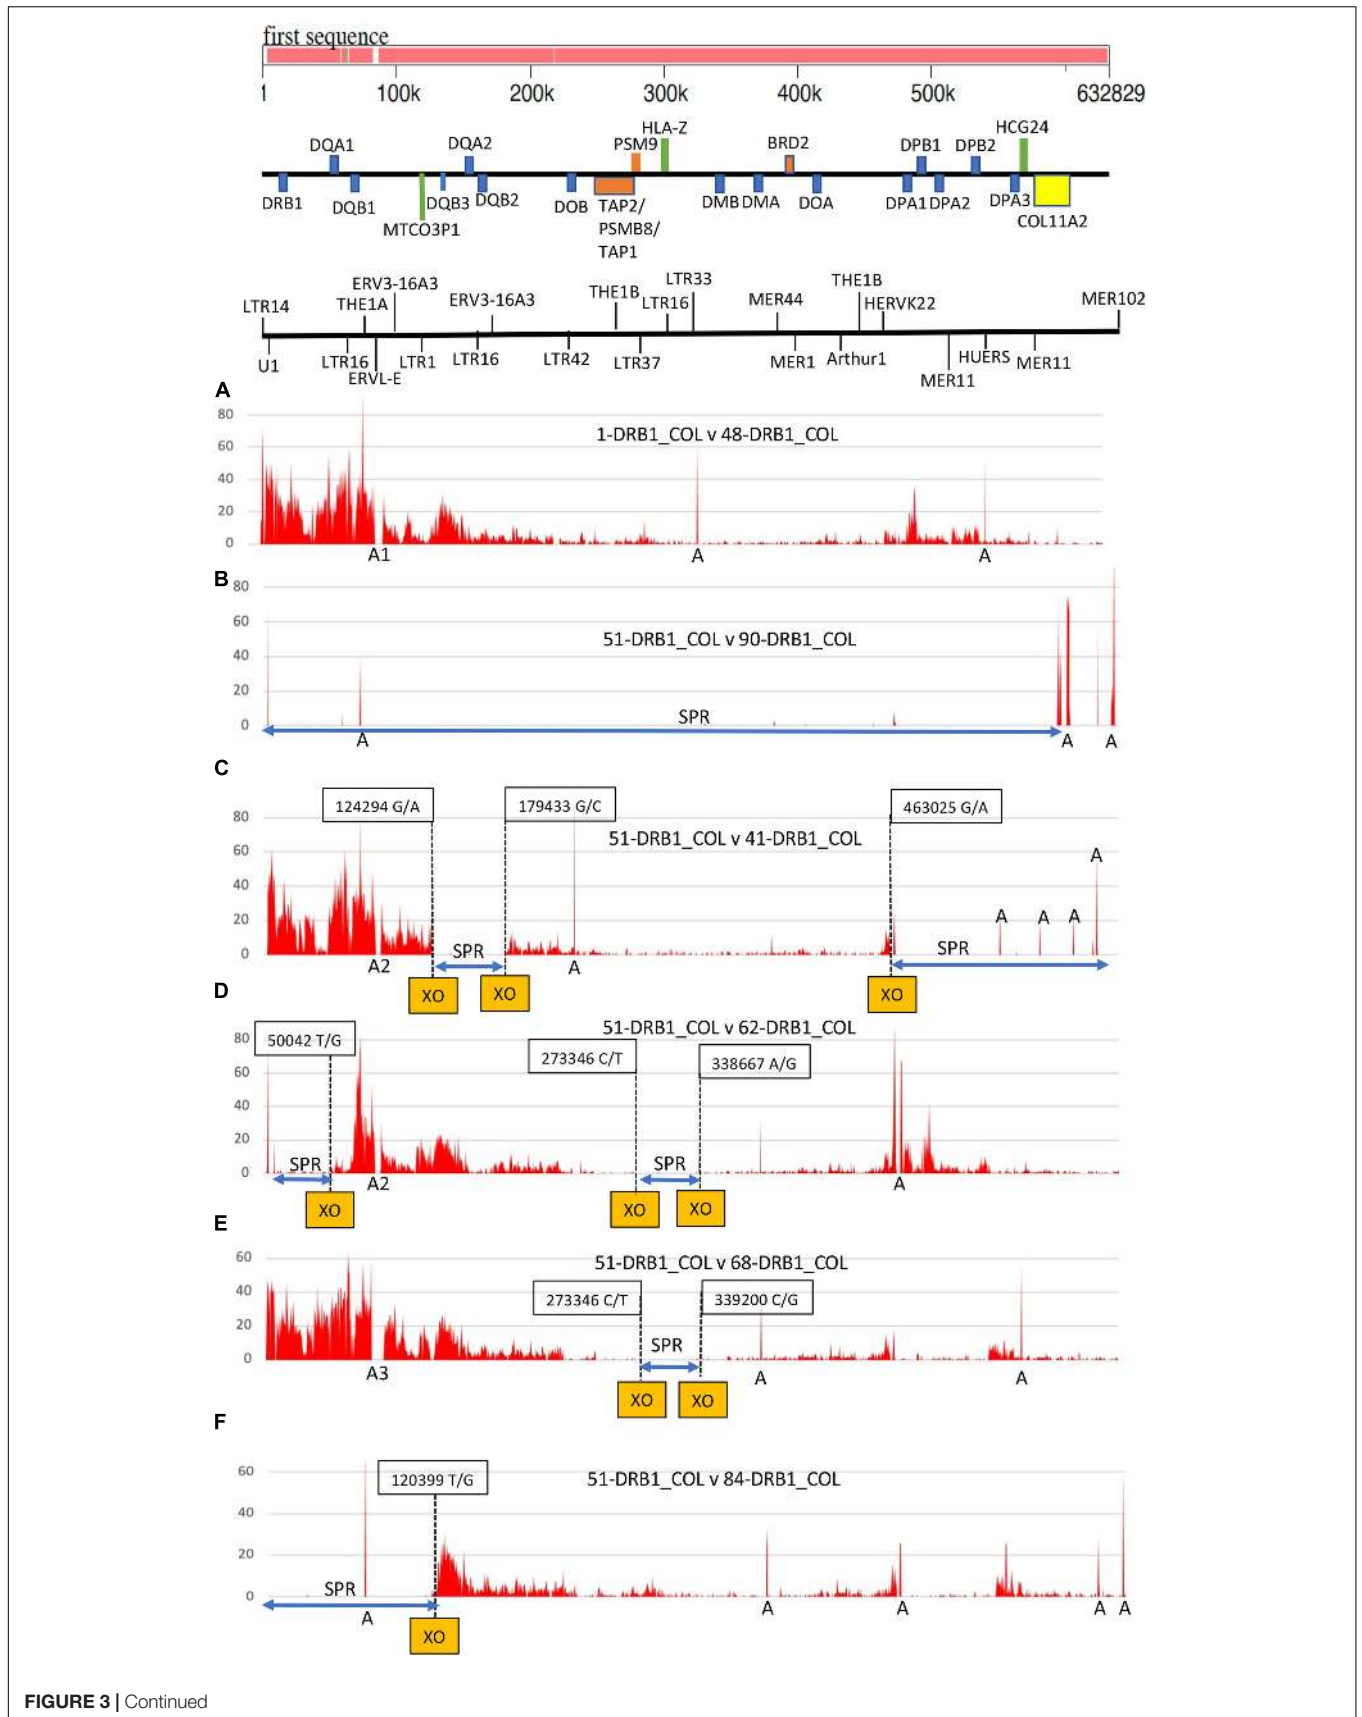 first sequence
1 100k 200k 300k 400k 500k 632829
HLA-Z HCG24
DQA1 DQA2 PSM9 BRD2 DPB1 DPB2
DRB1 DQB1 DQB3 DQB2 DOB TAP2/ DMB DMA DOA DPA1 DPA2 DPA3
MTCO3P1 PSMB8/ COL11A2
TAP1
ERV3-16A3 LTR33 THE1B
LTR14 THE1A ERV3-16A3 THE1B LTR16 MER44 HERVK22 MER102
U1 LTR16 LTR1 LTR16 LTR42 LTR37 MER1 Arthur1 HUERS MER11
ERVL-E MER11
A
80
60
40
20
0
1-DRB1_COL v 48-DRB1_COL
A1 A A
B
80
60
40
20
0
51-DRB1_COL v 90-DRB1_COL
SPR
A A A
C
124294 G/A 179433 G/C 463025 G/A
80
60
40
20
0
51-DRB1_COL v 41-DRB1_COL
A
A A A
SPR SPR
A2 A
XO XO XO
D
51-DRB1_COL v 62-DRB1_COL
50042 T/G 273346 C/T 338667 A/G
80
60
40
20
0
SPR SPR
A2 A
XO XO XO
E
60
40
20
0
51-DRB1_COL v 68-DRB1_COL
273346 C/T 339200 C/G
SPR
A3 A A
XO XO
F
60
40
20
0
120399 T/G 51-DRB1_COL v 84-DRB1_COL
SPR
A A A A A
XO
FIGURE 3 | Continued